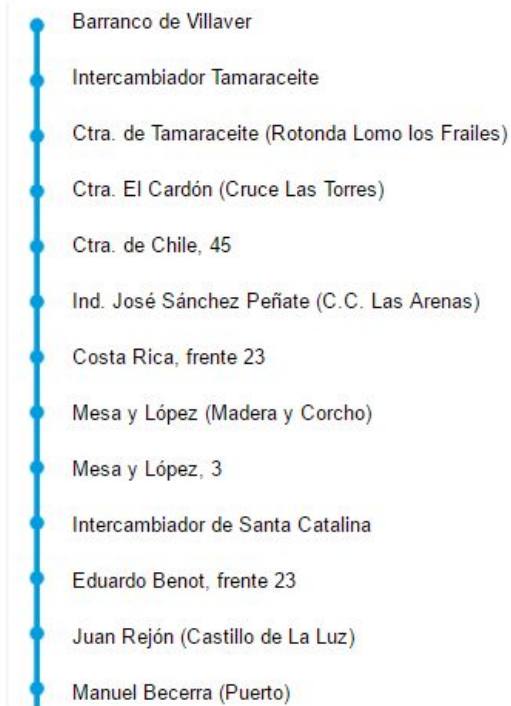 Barranco de Villaver
Intercambiador Tamaraceite
Ctra. de Tamaraceite (Rotonda Lomo los Frailes)
Ctra. El Cardón (Cruce Las Torres)
Ctra. de Chile, 45
Ind. José Sánchez Peñate (C.C. Las Arenas)
Costa Rica, frente 23
Mesa y López (Madera y Corcho)
Mesa y López, 3
Intercambiador de Santa Catalina
Eduardo Benot, frente 23
Juan Rejón (Castillo de La Luz)
Manuel Becerra (Puerto)